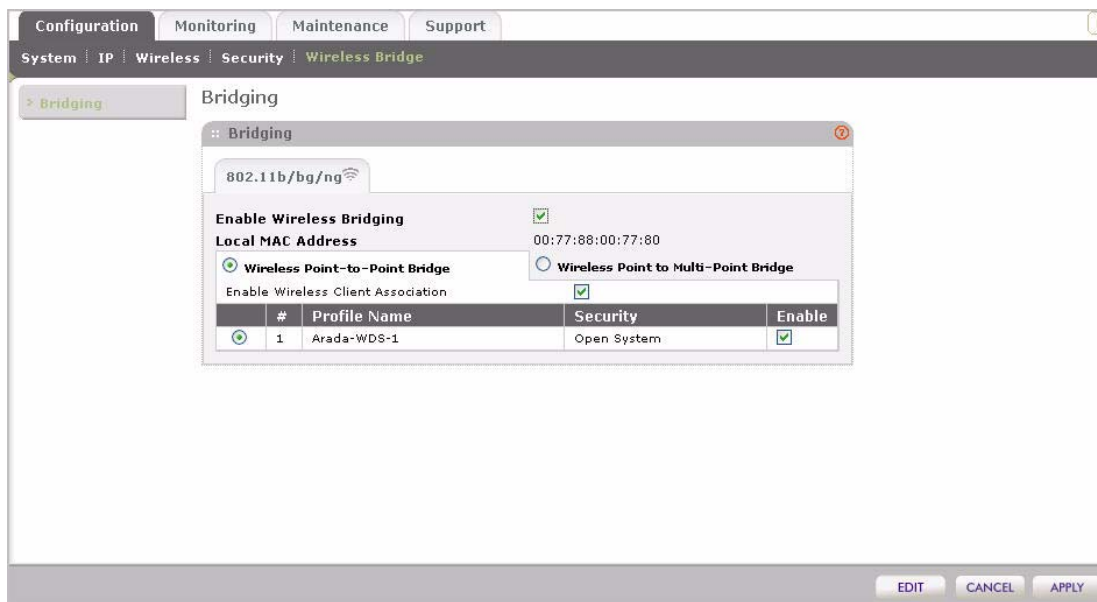 Configuration Monitoring Maintenance Support
System IP Wireless Security Wireless Bridge
> Bridging
Bridging
:: Bridging ?
802.11b/bg/ng
Enable Wireless Bridging
Local MAC Address 00:77:88:00:77:80
Wireless Point-to-Point Bridge Wireless Point to Multi-Point Bridge
Enable Wireless Client Association
# Profile Name Security Enable
1 Arada-WDS-1 Open System
EDIT CANCEL APPLY